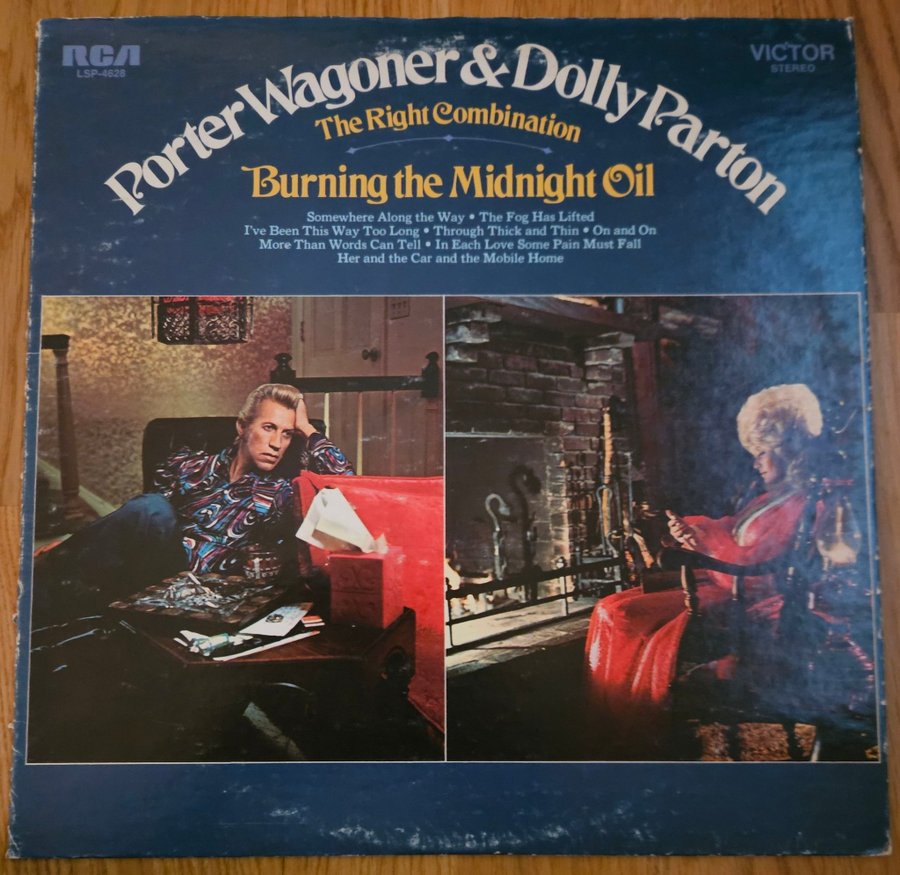 RCA
LSP-4628
VICTOR
STEREO
Porter Wagoner & Dolly Parton
The Right Combination
Burning the Midnight Oil
Somewhere Along the Way • The Fog Has Lifted
I've Been This Way Too Long • Through Thick and Thin • On and On
More Than Words Can Tell • In Each Love Some Pain Must Fall
Her and the Car and the Mobile Home